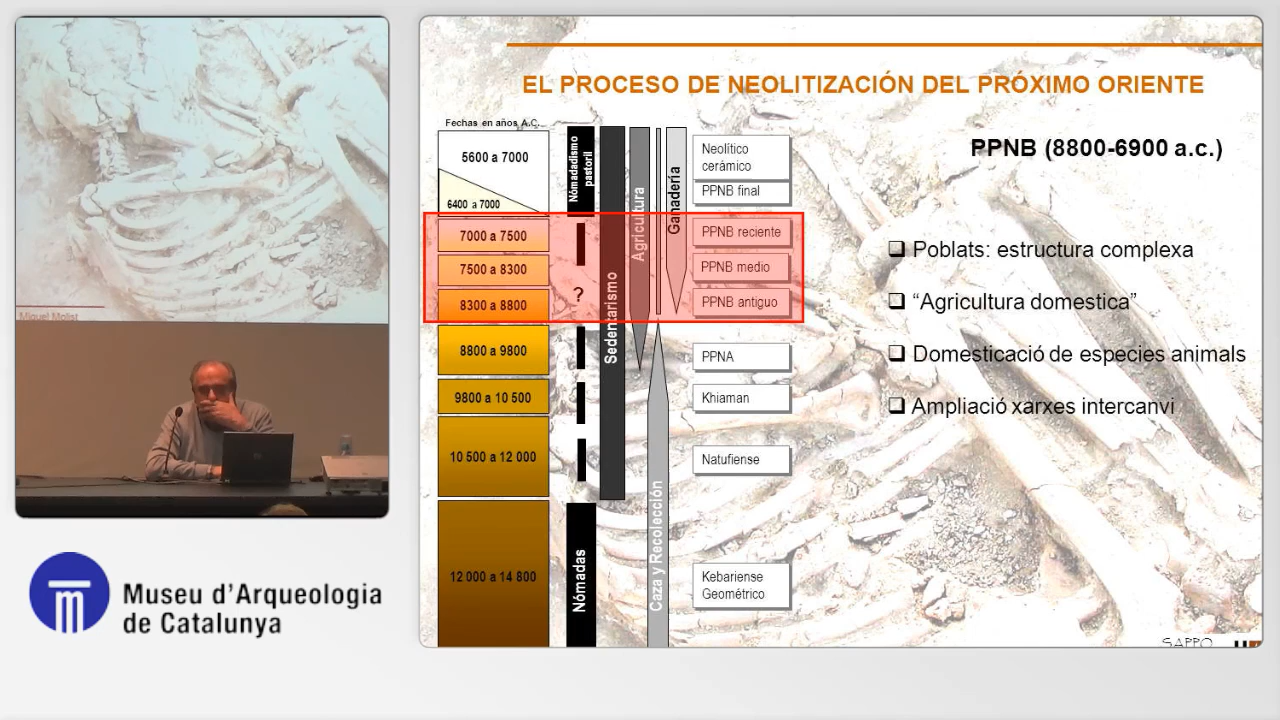 Miquel Molist
Museu d'Arqueologia
de Catalunya
EL PROCESO DE NEOLITIZACIÓN DEL PRÓXIMO ORIENTE
Fechas en años A.C.
5600 a 7000
6400 a 7000
7000 a 7500
7500 a 8300
8300 a 8800
8800 a 9800
9800 a 10 500
10 500 a 12 000
12 000 a 14 800
Nómadadismo
pastoril
?
Nómadas
Sedentarismo
Agricultura
Caza y Recolección
Ganadería
Neolítico
cerámico
PPNB final
PPNB reciente
PPNB medio
PPNB antiguo
PPNA
Khiaman
Natufiense
Kebariense
Geométrico
PPNB (8800-6900 a.c.)
Poblats: estructura complexa
“Agricultura domestica”
Domesticació de especies animals
Ampliació xarxes intercanvi
SAPPO